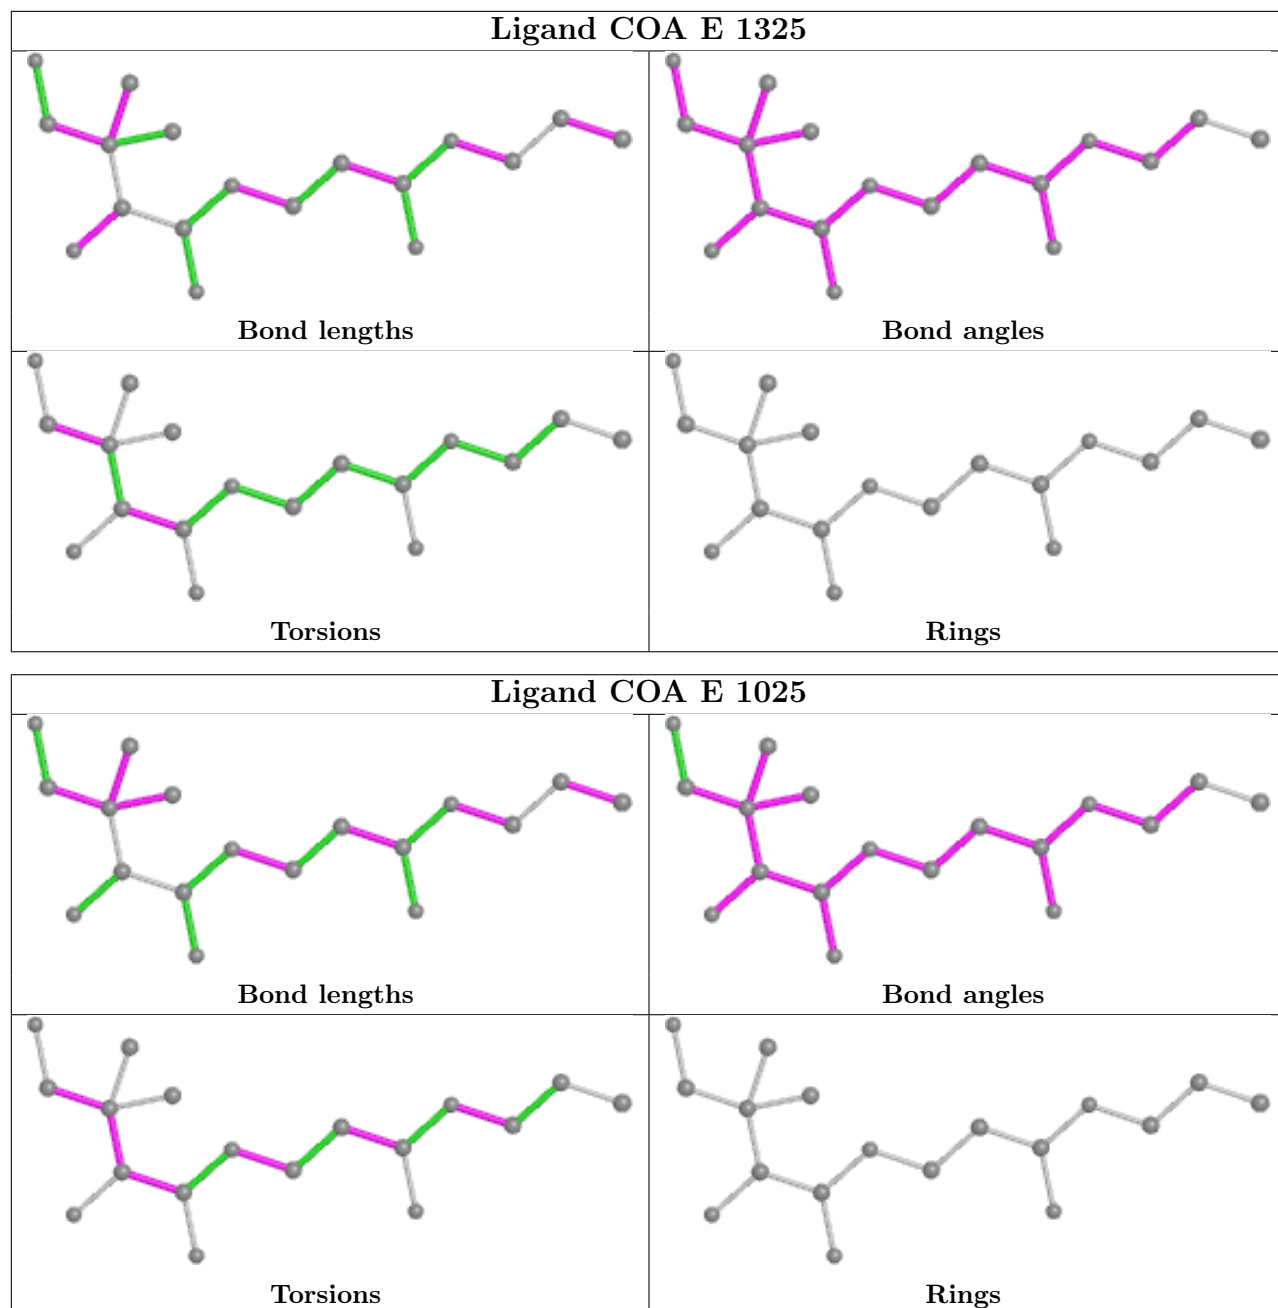 Ligand COA E 1325
Bond lengths Bond angles
Torsions Rings
Ligand COA E 1025
Bond lengths Bond angles
Torsions Rings